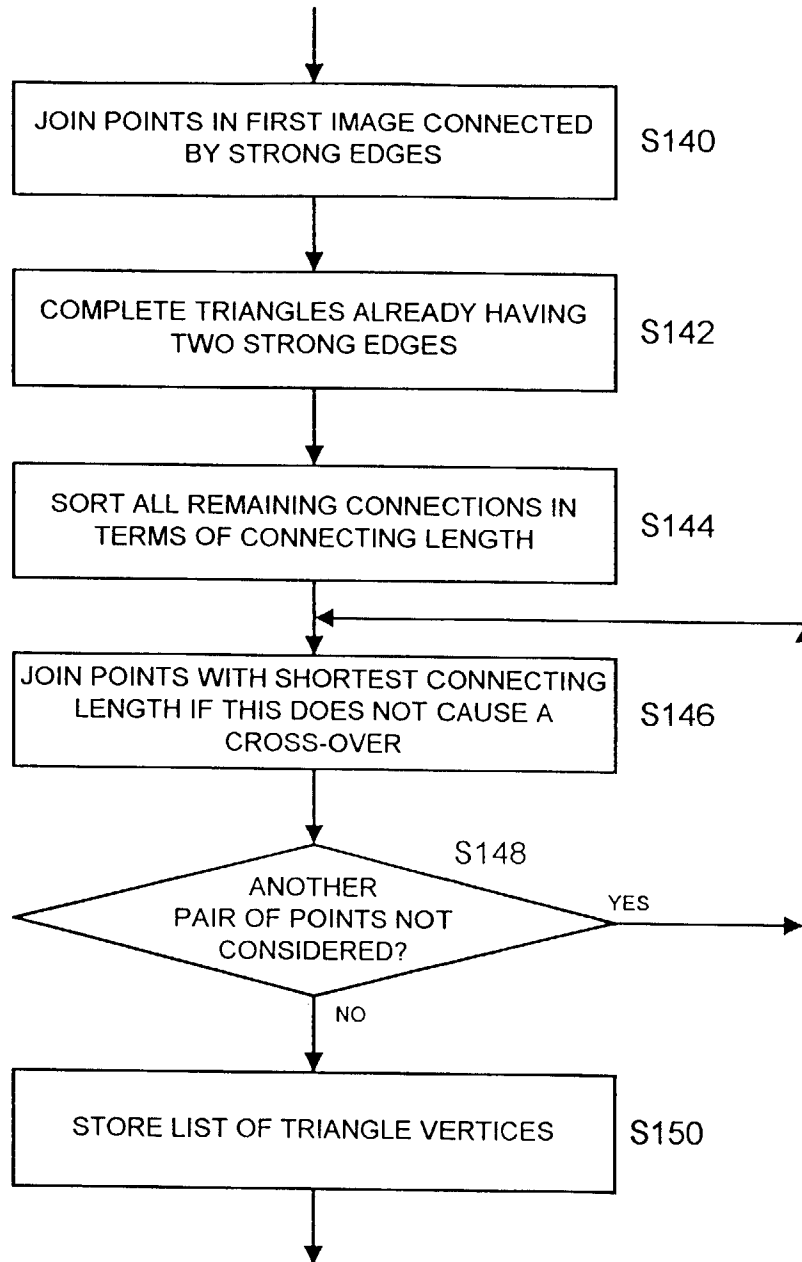 JOIN POINTS IN FIRST IMAGE CONNECTED
BY STRONG EDGES
S140
COMPLETE TRIANGLES ALREADY HAVING
TWO STRONG EDGES
S142
SORT ALL REMAINING CONNECTIONS IN
TERMS OF CONNECTING LENGTH
S144
JOIN POINTS WITH SHORTEST CONNECTING
LENGTH IF THIS DOES NOT CAUSE A
CROSS-OVER
S146
S148
ANOTHER
PAIR OF POINTS NOT
CONSIDERED?
YES
NO
STORE LIST OF TRIANGLE VERTICES
S150